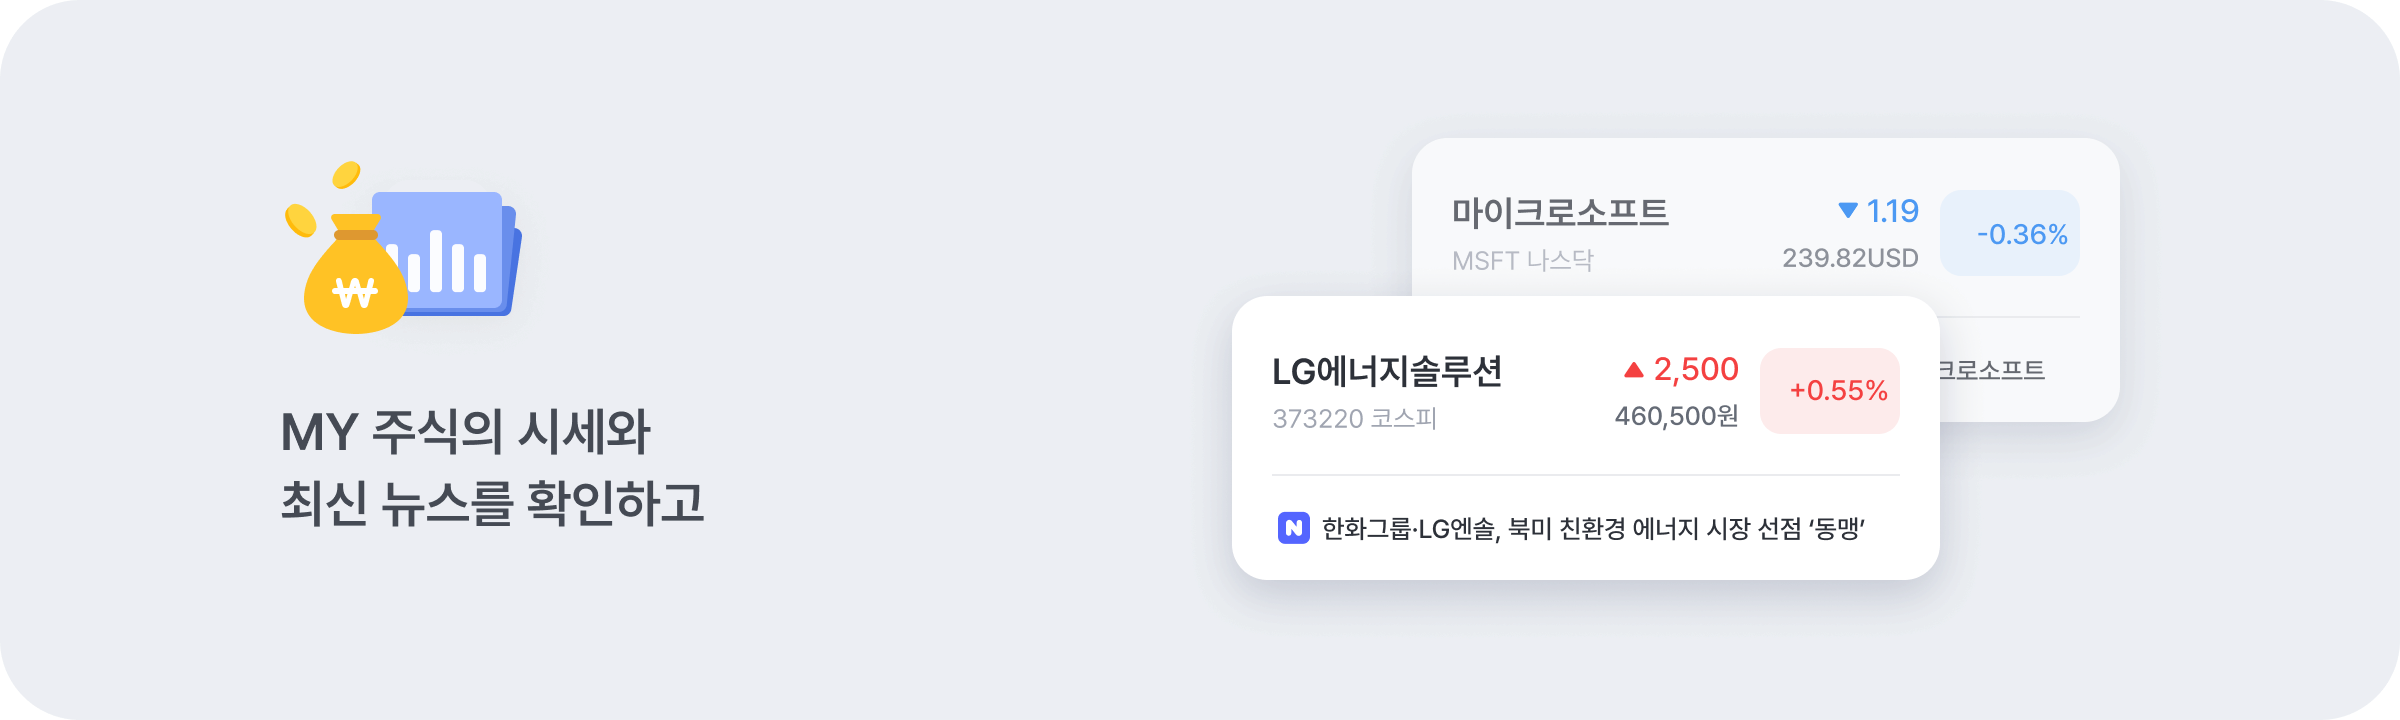 MY 주식의 시세와
최신 뉴스를 확인하고
마이크로소프트
MSFT 나스닥
▼ 1.19
239.82USD
-0.36%
크로소프트
LG에너지솔루션
373220 코스피
▲ 2,500
460,500원
+0.55%
한화그룹·LG엔솔, 북미 친환경 에너지 시장 선점 ‘동맹’